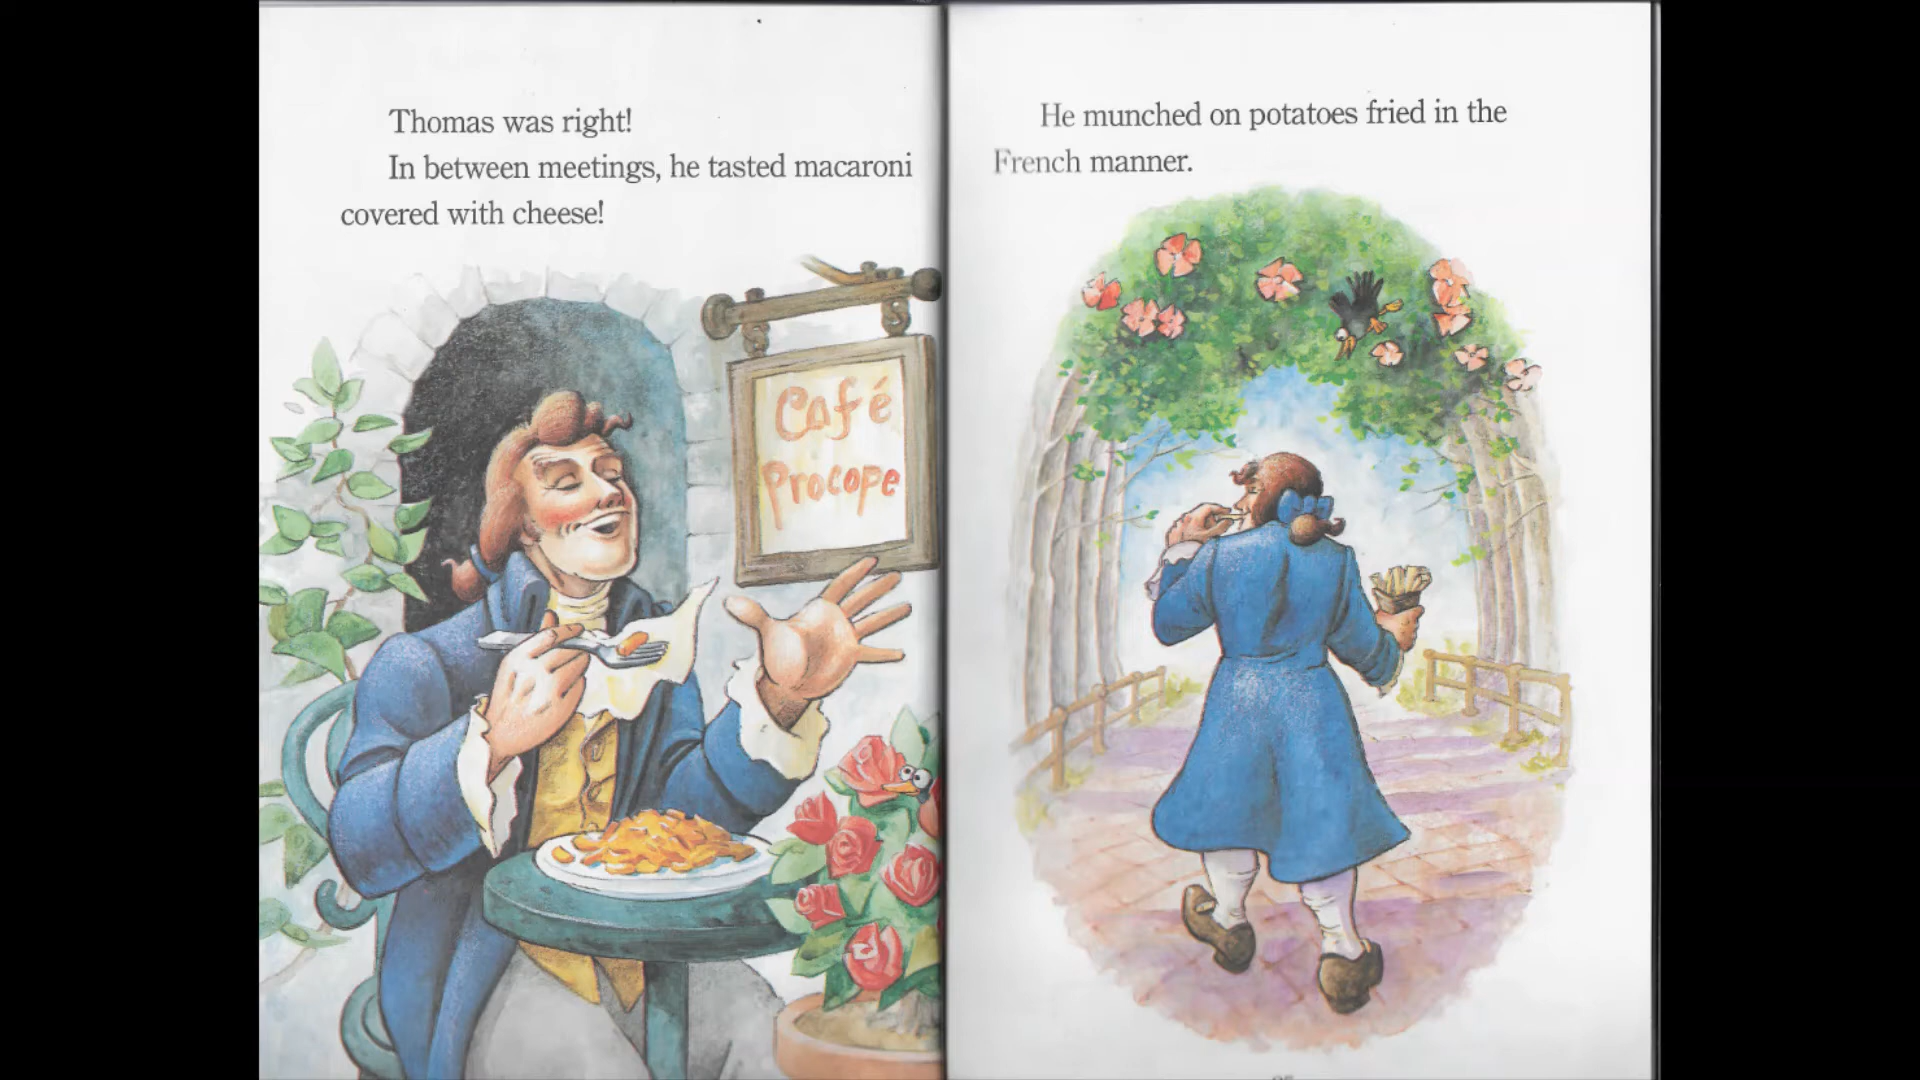 Thomas was right!
In between meetings, he tasted macaroni
covered with cheese!
Café
Procope
He munched on potatoes fried in the
French manner.